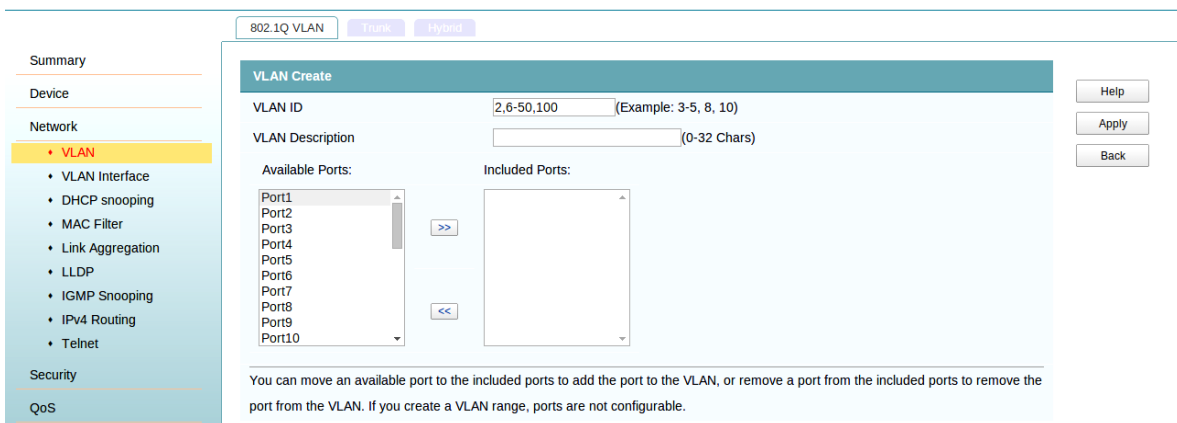 802.1Q VLAN Trunk Hybrid
Summary
Device
Network
VLAN
VLAN Interface
DHCP snooping
MAC Filter
Link Aggregation
LLDP
IGMP Snooping
IPv4 Routing
Telnet
Security
QoS
VLAN Create
VLAN ID 2,6-50,100 (Example: 3-5, 8, 10)
VLAN Description (0-32 Chars)
Available Ports: Included Ports:
Port1
Port2
Port3
Port4
Port5
Port6
Port7
Port8
Port9
Port10
>>
<<
You can move an available port to the included ports to add the port to the VLAN, or remove a port from the included ports to remove the
port from the VLAN. If you create a VLAN range, ports are not configurable.
Help
Apply
Back